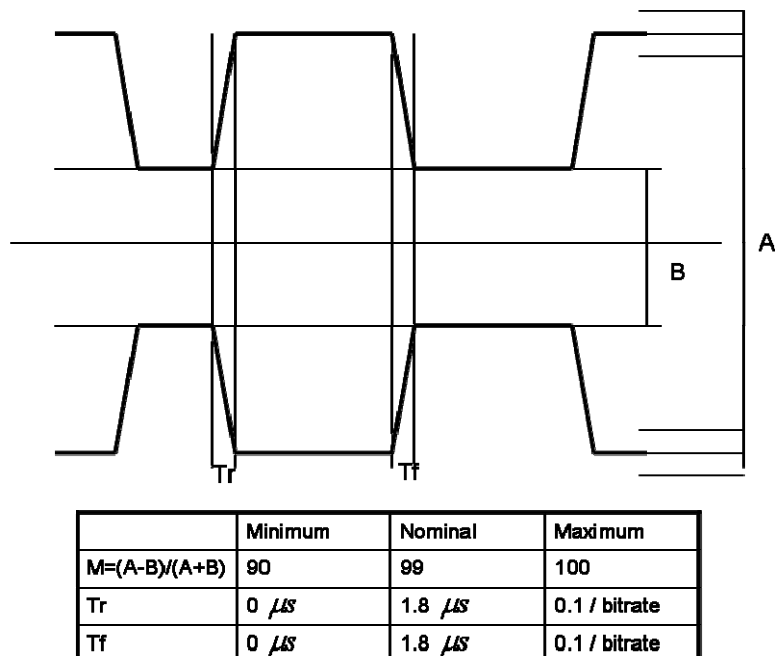 A
B
Tr
Tf
Minimum Nominal Maximum
M=(A-B)/(A+B) 90 99 100
Tr 0 μs 1.8 μs 0.1 / bitrate
Tf 0 μs 1.8 μs 0.1 / bitrate